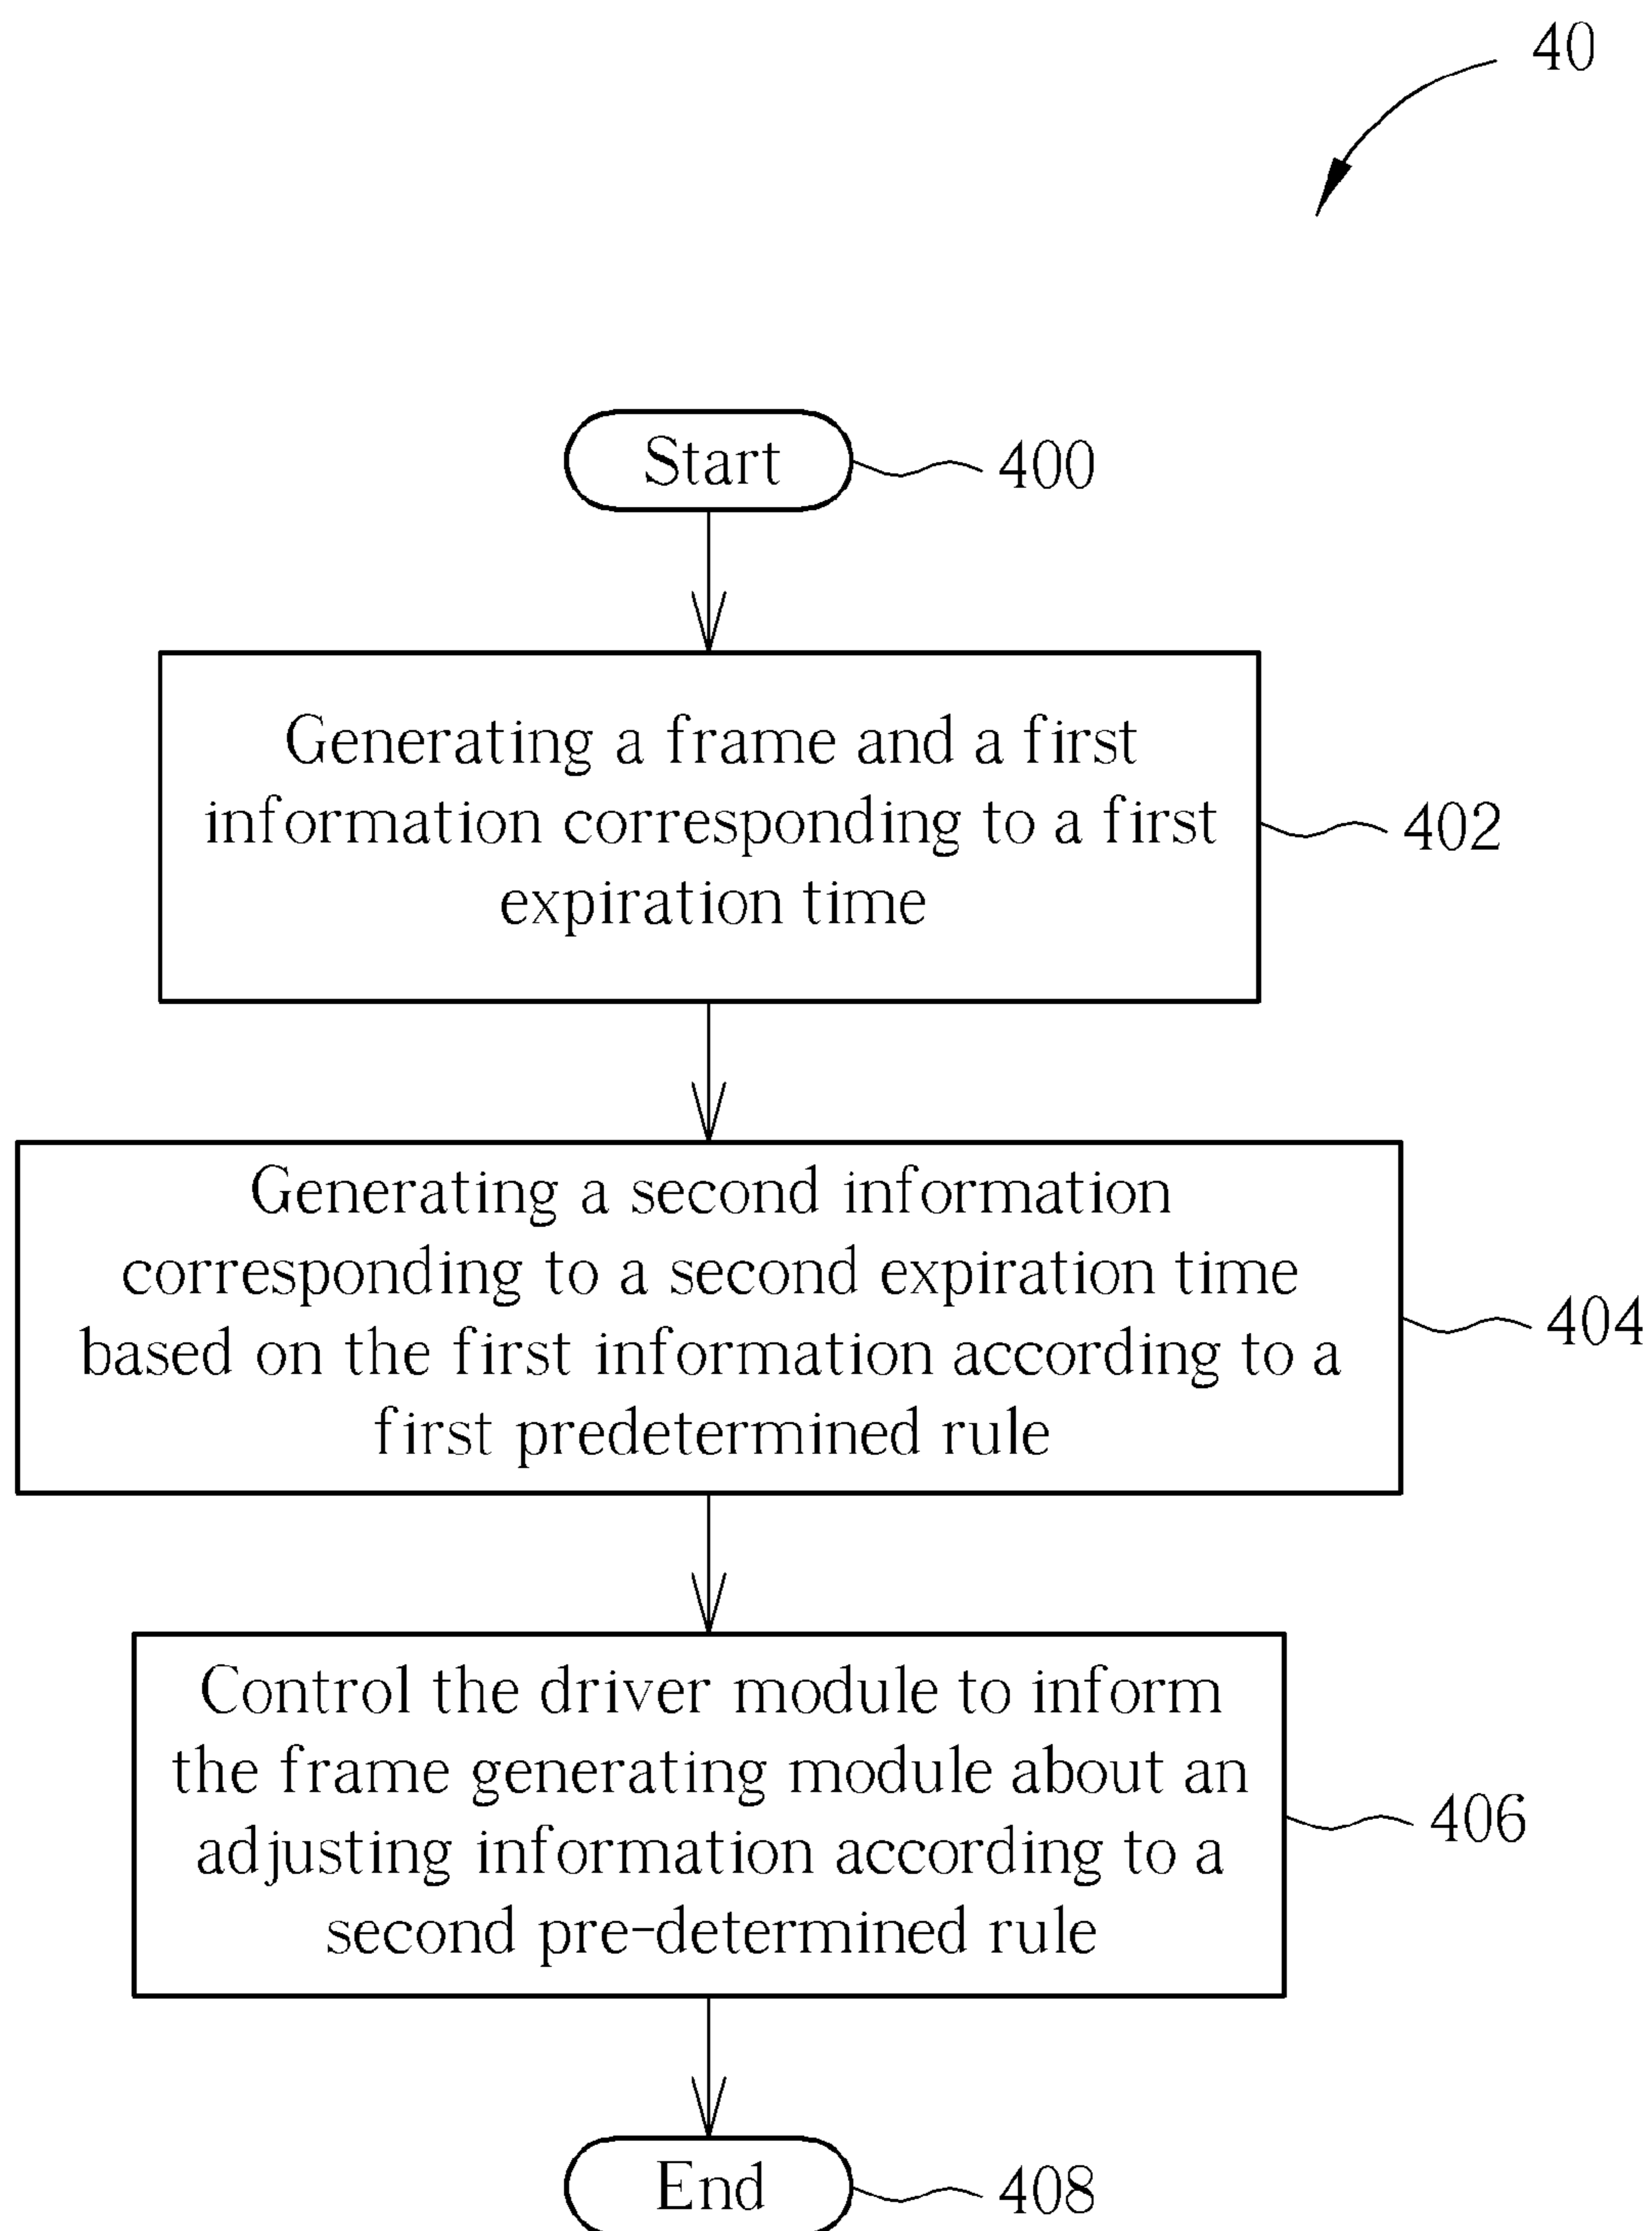 40
Start
400
Generating a frame and a first
information corresponding to a first
expiration time
402
Generating a second information
corresponding to a second expiration time
based on the first information according to a
first predetermined rule
404
Control the driver module to inform
the frame generating module about an
adjusting information according to a
second pre-determined rule
406
End
408